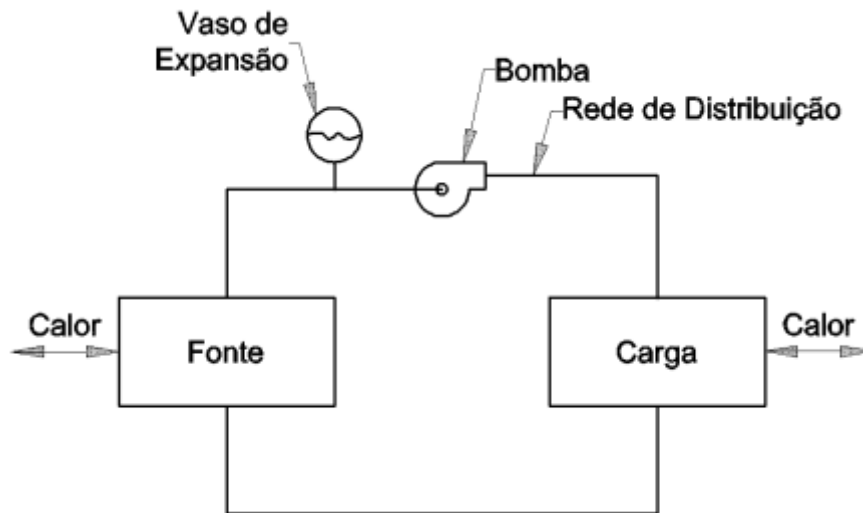 Vaso de
Expansão
Bomba
Rede de Distribuição
Calor
Fonte
Carga
Calor